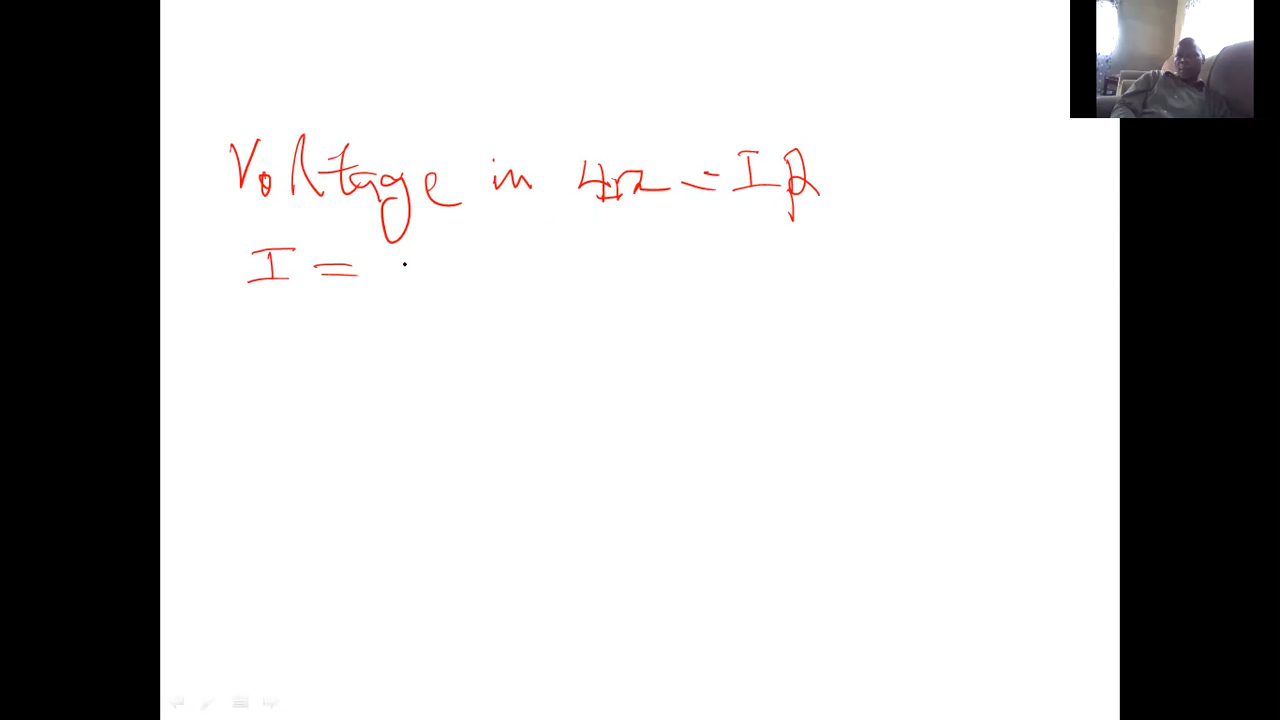 Voltage in 4Ω = IR
I =